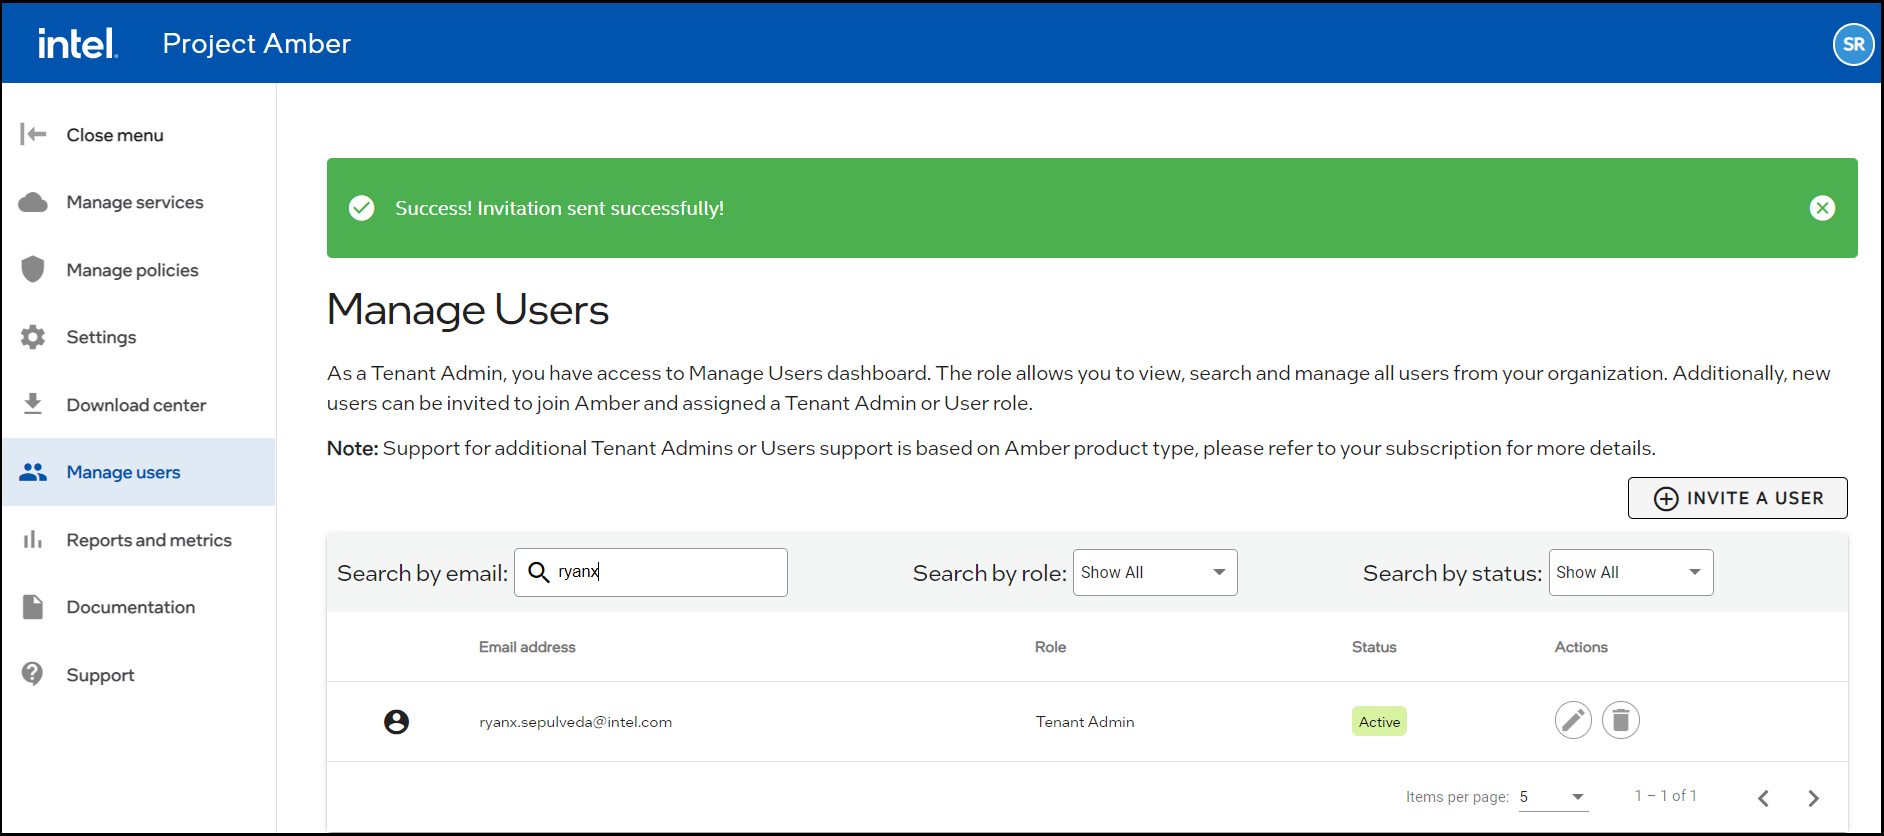 intel. Project Amber SR
Close menu
Manage services
Manage policies
Settings
Download center
Manage users
Reports and metrics
Documentation
Support
Success! Invitation sent successfully!
Manage Users
As a Tenant Admin, you have access to Manage Users dashboard. The role allows you to view, search and manage all users from your organization. Additionally, new
users can be invited to join Amber and assigned a Tenant Admin or User role.
Note: Support for additional Tenant Admins or Users support is based on Amber product type, please refer to your subscription for more details.
INVITE A USER
Search by email: ryanx Search by role: Show All Search by status: Show All
Email address Role Status Actions
ryanx.sepulveda@intel.com Tenant Admin Active
Items per page: 5 1 – 1 of 1